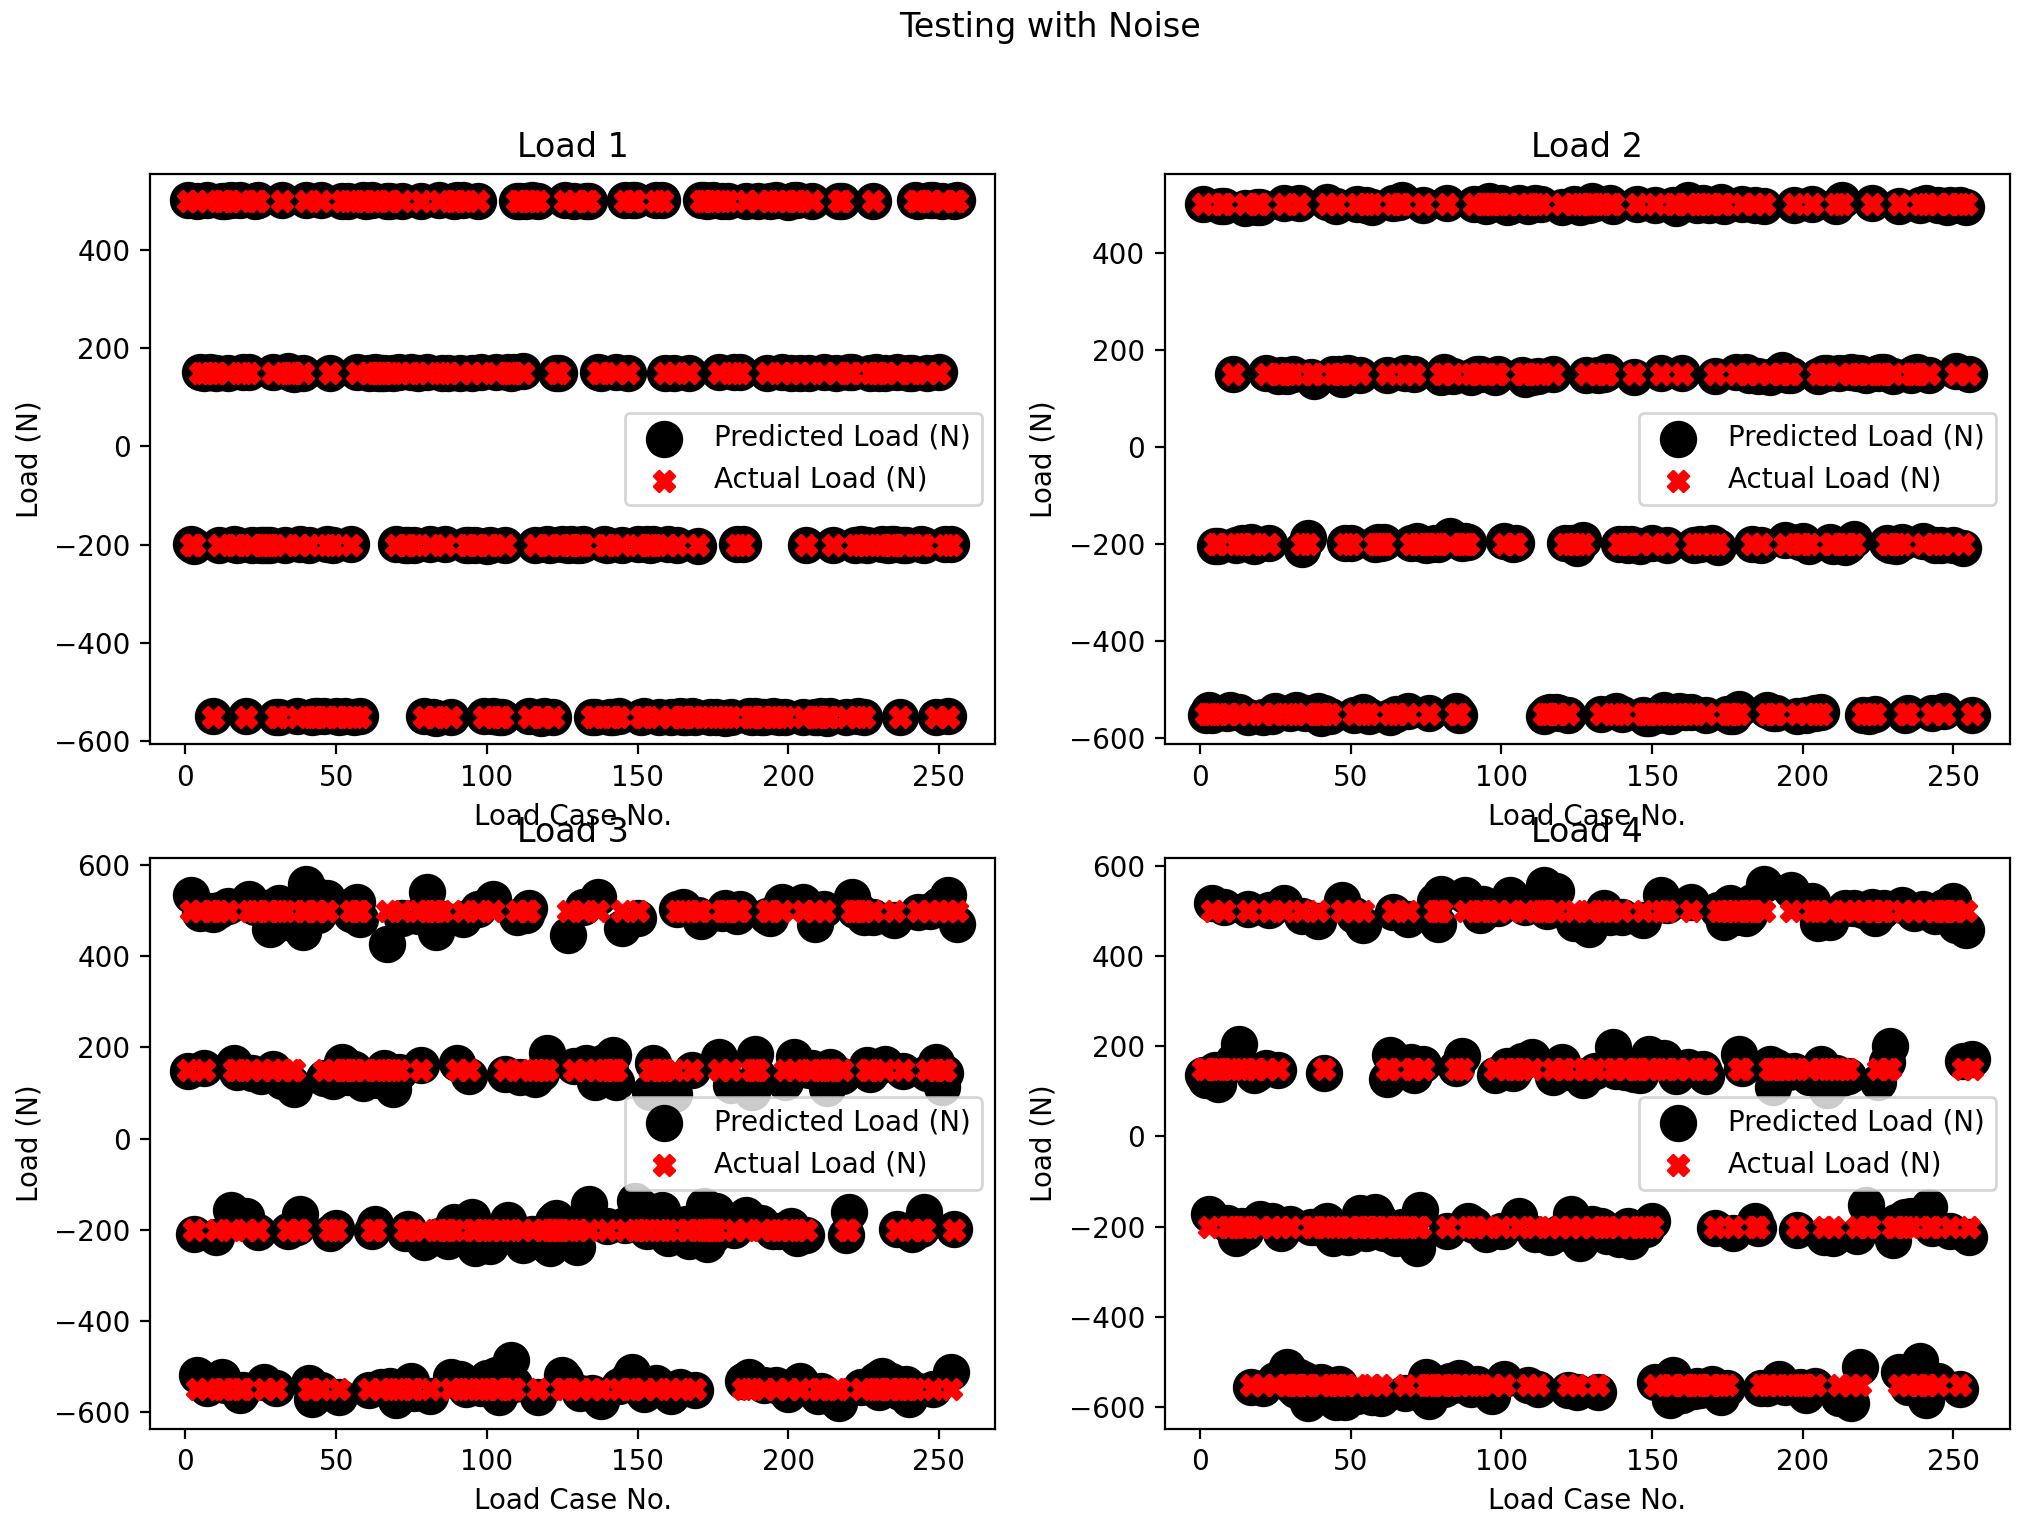 Testing with Noise
Load 1
Load (N)
400
200
0
−200
−400
−600
Predicted Load (N)
Actual Load (N)
0 50 100 150 200 250
Load Case No.
Load 2
Load (N)
400
200
0
−200
−400
−600
Predicted Load (N)
Actual Load (N)
0 50 100 150 200 250
Load Case No.
Load 3
Load (N)
600
400
200
0
−200
−400
−600
Predicted Load (N)
Actual Load (N)
0 50 100 150 200 250
Load Case No.
Load 4
Load (N)
600
400
200
0
−200
−400
−600
Predicted Load (N)
Actual Load (N)
0 50 100 150 200 250
Load Case No.